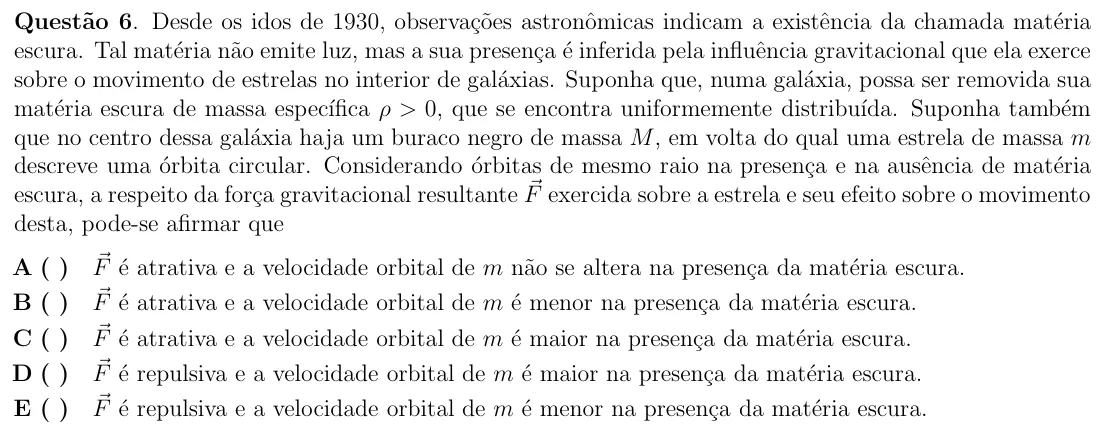 Questão 6. Desde os idos de 1930, observações astronômicas indicam a existência da chamada matéria
escura. Tal matéria não emite luz, mas a sua presença é inferida pela influência gravitacional que ela exerce
sobre o movimento de estrelas no interior de galáxias. Suponha que, numa galáxia, possa ser removida sua
matéria escura de massa específica ρ > 0, que se encontra uniformemente distribuída. Suponha também
que no centro dessa galáxia haja um buraco negro de massa M, em volta do qual uma estrela de massa m
descreve uma órbita circular. Considerando órbitas de mesmo raio na presença e na ausência de matéria
escura, a respeito da força gravitacional resultante F⃗ exercida sobre a estrela e seu efeito sobre o movimento
desta, pode-se afirmar que
A ( ) F⃗ é atrativa e a velocidade orbital de m não se altera na presença da matéria escura.
B ( ) F⃗ é atrativa e a velocidade orbital de m é menor na presença da matéria escura.
C ( ) F⃗ é atrativa e a velocidade orbital de m é maior na presença da matéria escura.
D ( ) F⃗ é repulsiva e a velocidade orbital de m é maior na presença da matéria escura.
E ( ) F⃗ é repulsiva e a velocidade orbital de m é menor na presença da matéria escura.